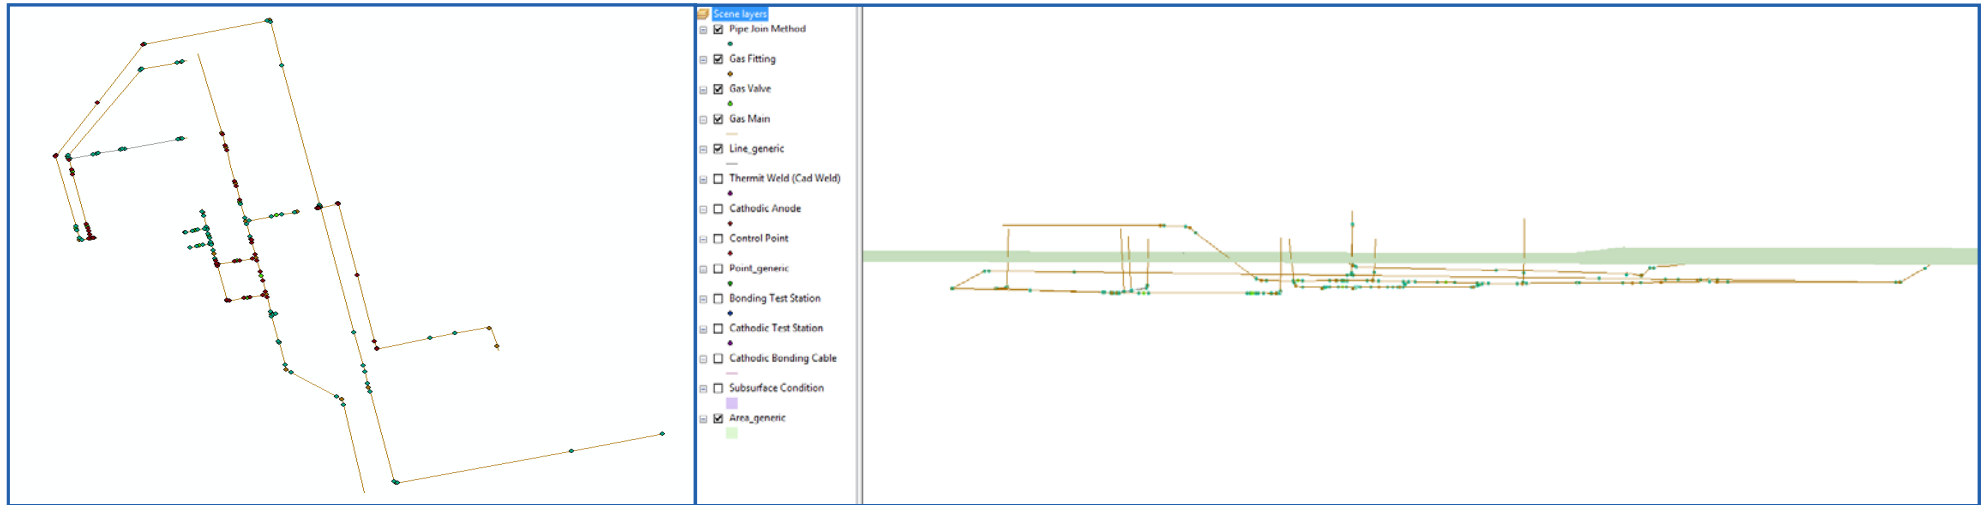 Scene layers
Pipe Join Method
Gas Fitting
Gas Valve
Gas Main
Line_generic
Thermit Weld (Cad Weld)
Cathodic Anode
Control Point
Point_generic
Bonding Test Station
Cathodic Test Station
Cathodic Bonding Cable
Subsurface Condition
Area_generic